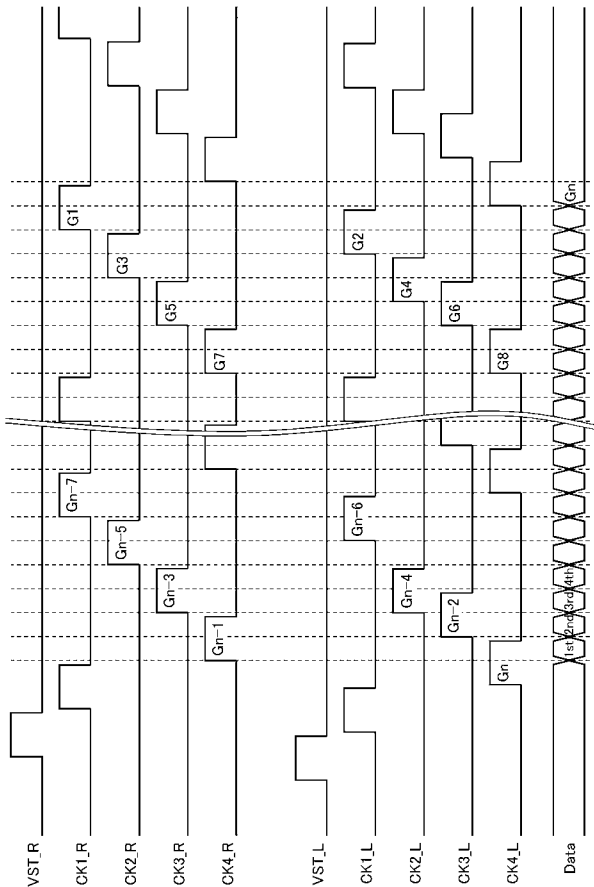 VST_R
CK1_R
Gn-7
G1
CK2_R
Gn-5
G3
CK3_R
Gn-3
G5
CK4_R
Gn-1
G7
VST_L
CK1_L
Gn-6
G2
CK2_L
Gn-4
G4
CK3_L
Gn-2
G6
CK4_L
Gn
G8
Data
1st 2nd 3rd 4th
Gn